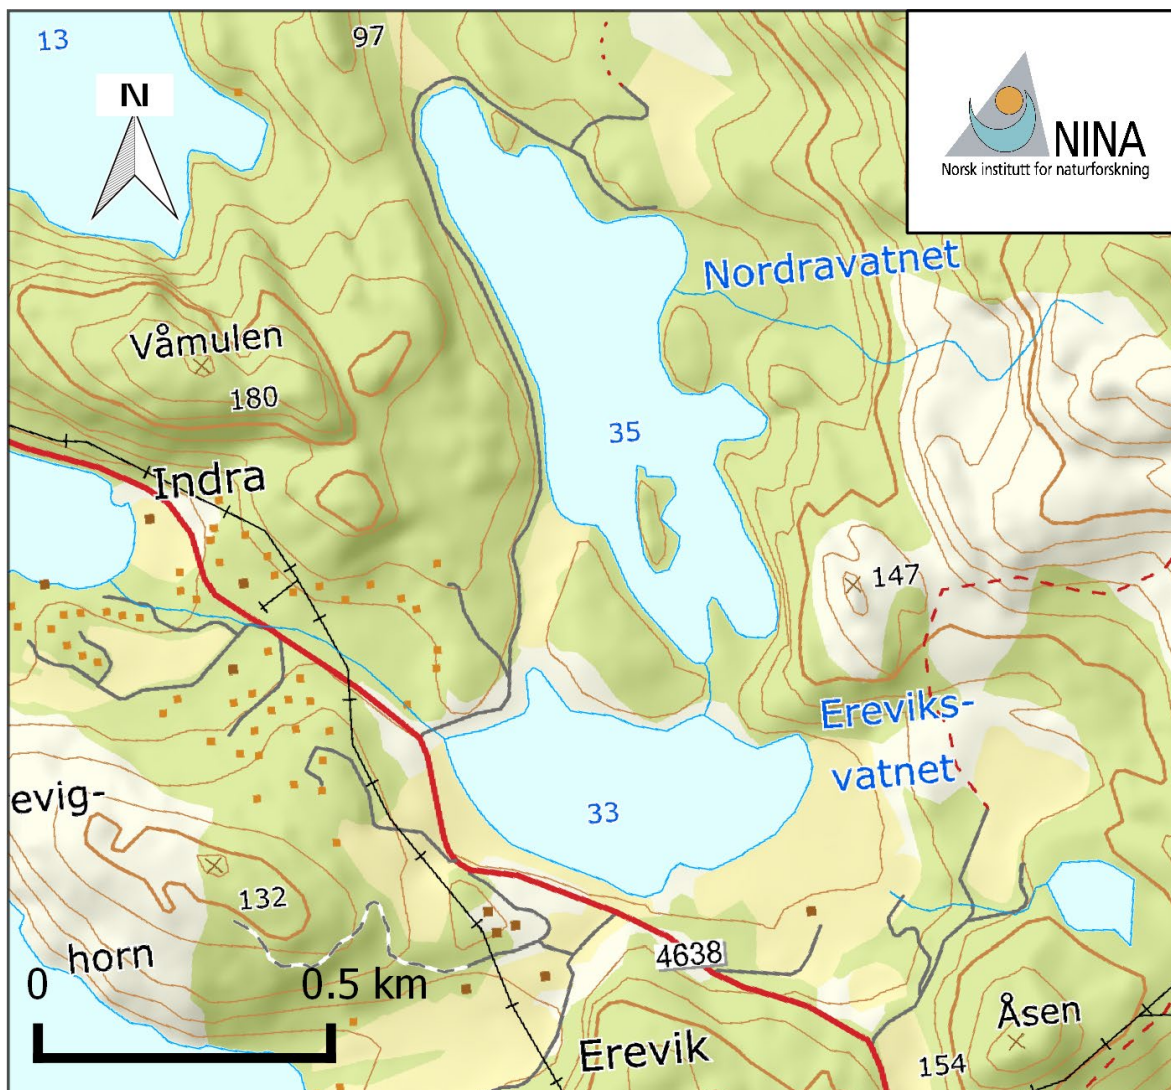 13
97
N
NINA
Norsk institutt for naturforskning
Nordravatnet
Våmulen
180
35
Indra
147
Ereviks-
vatnet
evig-
33
132
horn
4638
0
0.5 km
Åsen
Erevik
154